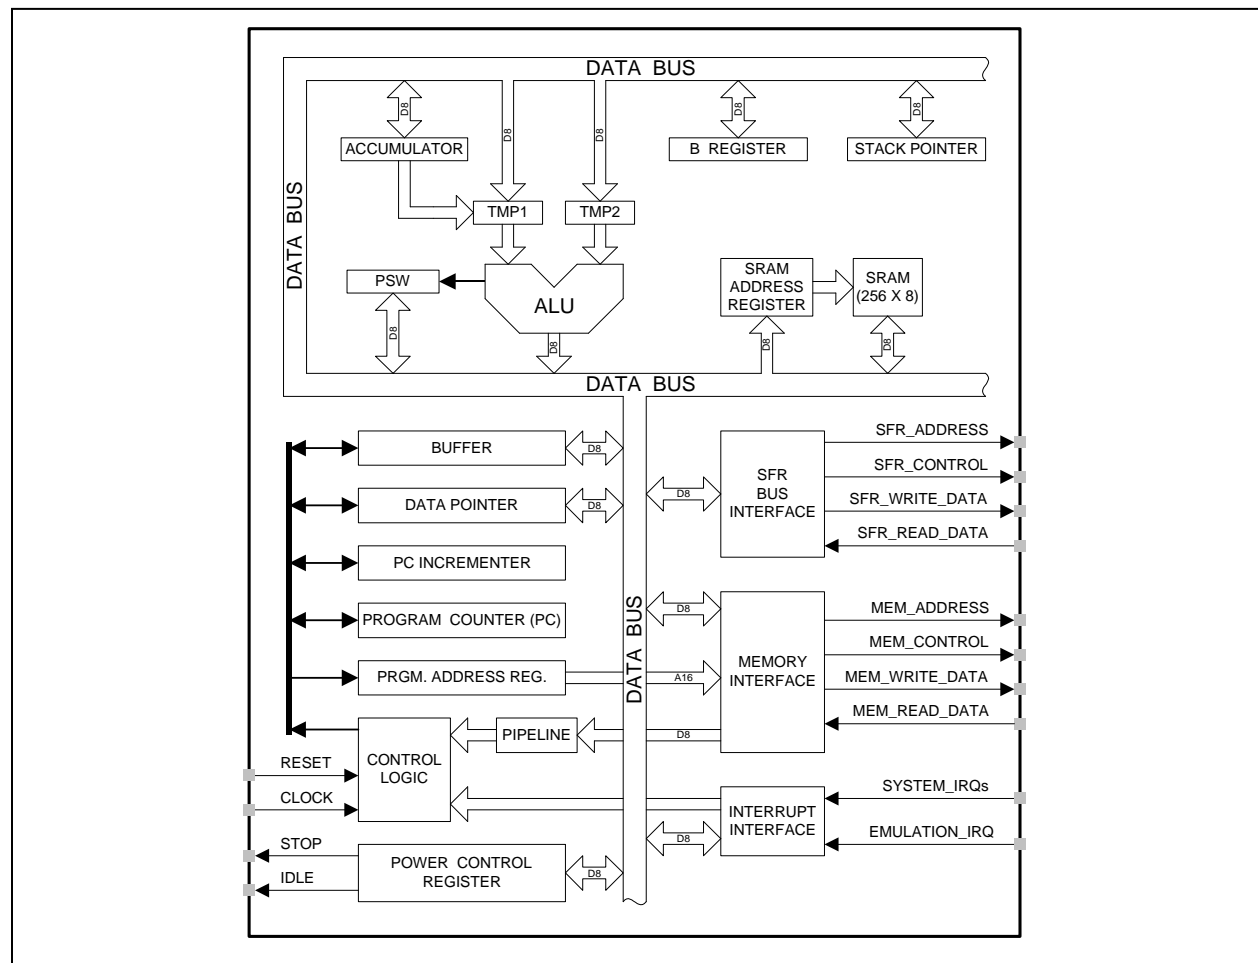 DATA BUS
D8
D8
D8
D8
D8
ACCUMULATOR
B REGISTER
STACK POINTER
DATA BUS
TMP1
TMP2
PSW
ALU
SRAM
ADDRESS
REGISTER
SRAM
(256 X 8)
D8
D8
D8
D8
DATA BUS
BUFFER
D8
DATA POINTER
D8
PC INCREMENTER
PROGRAM COUNTER (PC)
PRGM. ADDRESS REG.
DATA BUS
D8
SFR
BUS
INTERFACE
SFR_ADDRESS
SFR_CONTROL
SFR_WRITE_DATA
SFR_READ_DATA
D8
A16
D8
MEMORY
INTERFACE
MEM_ADDRESS
MEM_CONTROL
MEM_WRITE_DATA
MEM_READ_DATA
PIPELINE
CONTROL
LOGIC
RESET
CLOCK
INTERRUPT
INTERFACE
D8
SYSTEM_IRQs
EMULATION_IRQ
STOP
IDLE
POWER CONTROL
REGISTER
D8